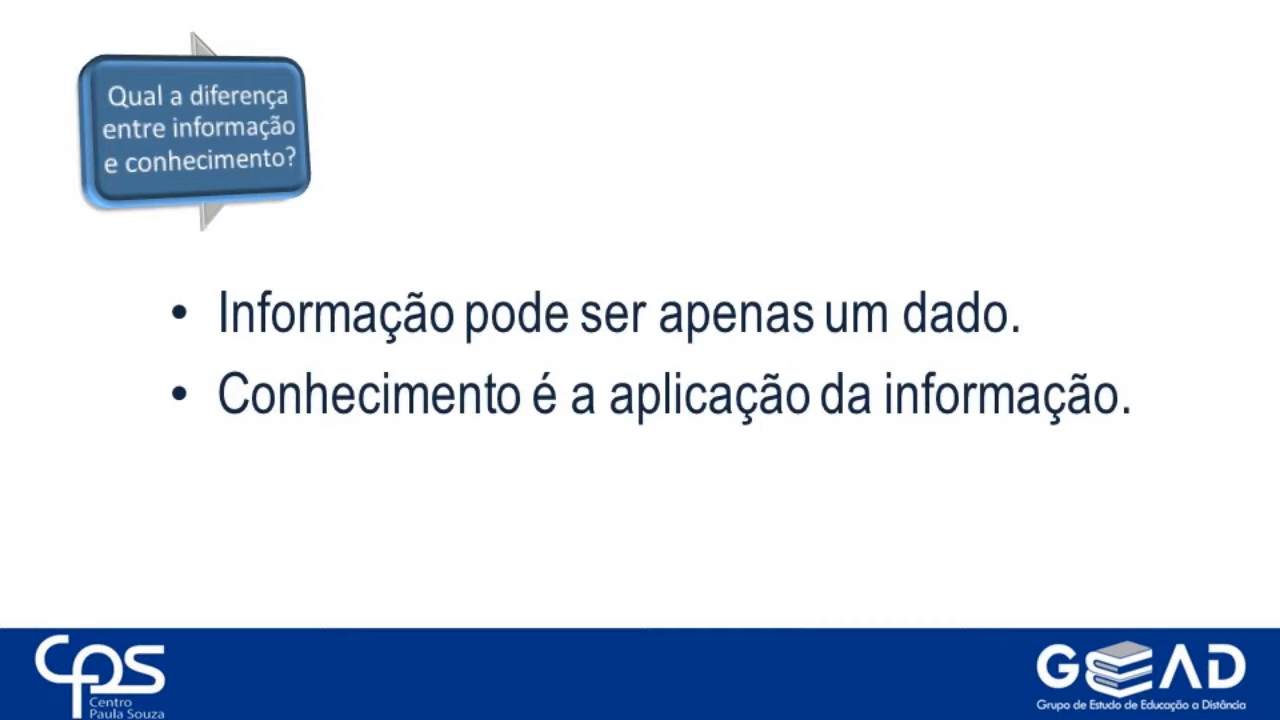 Qual a diferença
entre informação
e conhecimento?
• Informação pode ser apenas um dado.
• Conhecimento é a aplicação da informação.
CPS
Centro
Paula Souza
GEAD
Grupo de Estudo de Educação a Distância